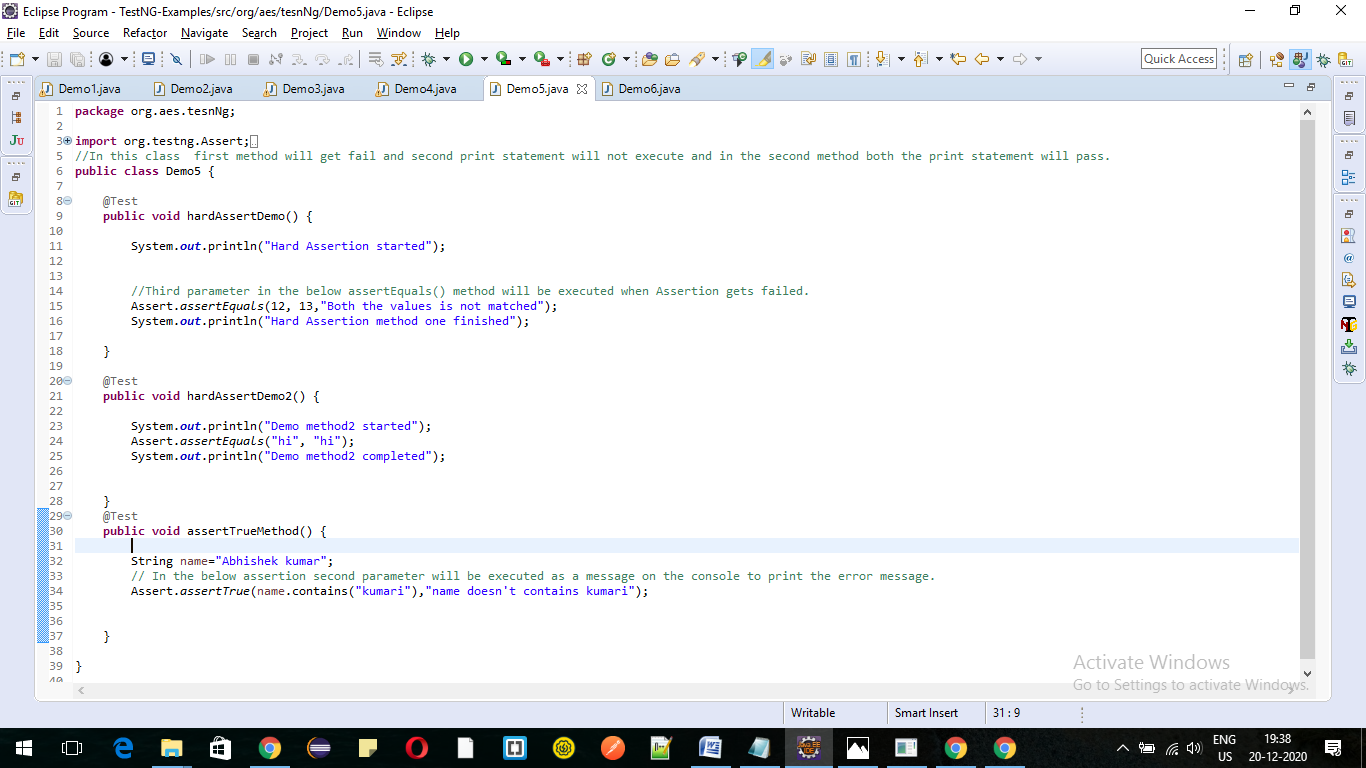 Eclipse Program - TestNG-Examples/src/org/aes/tesnNg/Demo5.java - Eclipse
File Edit Source Refactor Navigate Search Project Run Window Help
Quick Access
Demo1.java Demo2.java Demo3.java Demo4.java Demo5.java Demo6.java
1 package org.aes.tesnNg;
2
3 import org.testng.Assert;
5 //In this class  first method will get fail and second print statement will not execute and in the second method both the print statement will pass.
6 public class Demo5 {
7
8 @Test
9 public void hardAssertDemo() {
10
11 System.out.println("Hard Assertion started");
12
13
14 //Third parameter in the below assertEquals() method will be executed when Assertion gets failed.
15 Assert.assertEquals(12, 13,"Both the values is not matched");
16 System.out.println("Hard Assertion method one finished");
17
18 }
19
20 @Test
21 public void hardAssertDemo2() {
22
23 System.out.println("Demo method2 started");
24 Assert.assertEquals("hi", "hi");
25 System.out.println("Demo method2 completed");
26
27
28 }
29 @Test
30 public void assertTrueMethod() {
31
32 String name="Abhishek kumar";
33 // In the below assertion second parameter will be executed as a message on the console to print the error message.
34 Assert.assertTrue(name.contains("kumari"),"name doesn't contains kumari");
35
36
37 }
38
39 }
40
Activate Windows
Go to Settings to activate Windows.
Writable Smart Insert 31 : 9
ENG 19:38
US 20-12-2020